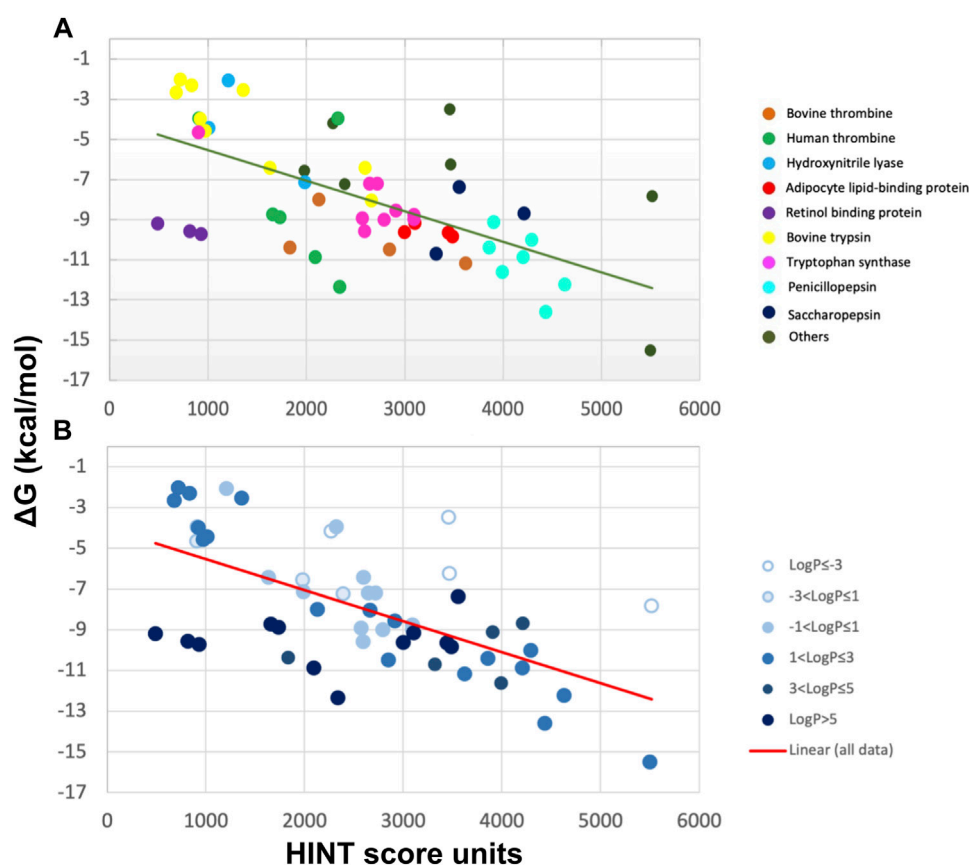 A
-1
-3
-5
-7
-9
-11
-13
-15
-17
0
1000
2000
3000
4000
5000
6000
Bovine thrombine
Human thrombine
Hydroxynitrile lyase
Adipocyte lipid-binding protein
Retinol binding protein
Bovine trypsin
Tryptophan synthase
Penicillopepsin
Saccharopepsin
Others
ΔG (kcal/mol)
B
-1
-3
-5
-7
-9
-11
-13
-15
-17
0
1000
2000
3000
4000
5000
6000
HINT score units
LogP≤-3
-3<LogP≤1
-1<LogP≤1
1<LogP≤3
3<LogP≤5
LogP>5
Linear (all data)